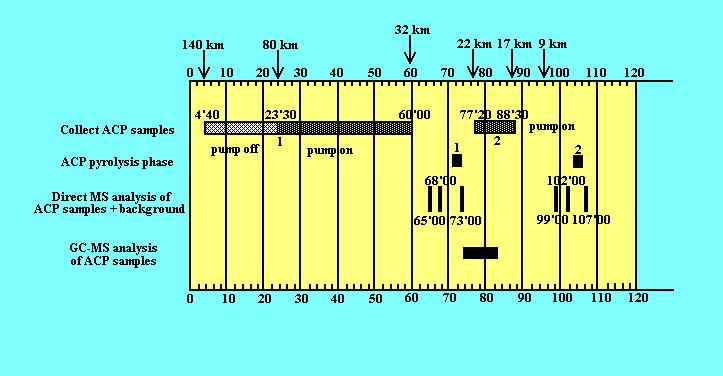 32 km
140 km 80 km 22 km 17 km 9 km
0 10 20 30 40 50 60 70 80 90 100 110 120
4'40 23'30 60'00 77'20 88'30
Collect ACP samples pump on
1 2
pump off pump on
ACP pyrolysis phase 1 2
68'00 102'00
Direct MS analysis of
ACP samples + background
65'00 73'00 99'00 107'00
GC-MS analysis
of ACP samples
0 10 20 30 40 50 60 70 80 90 100 110 120